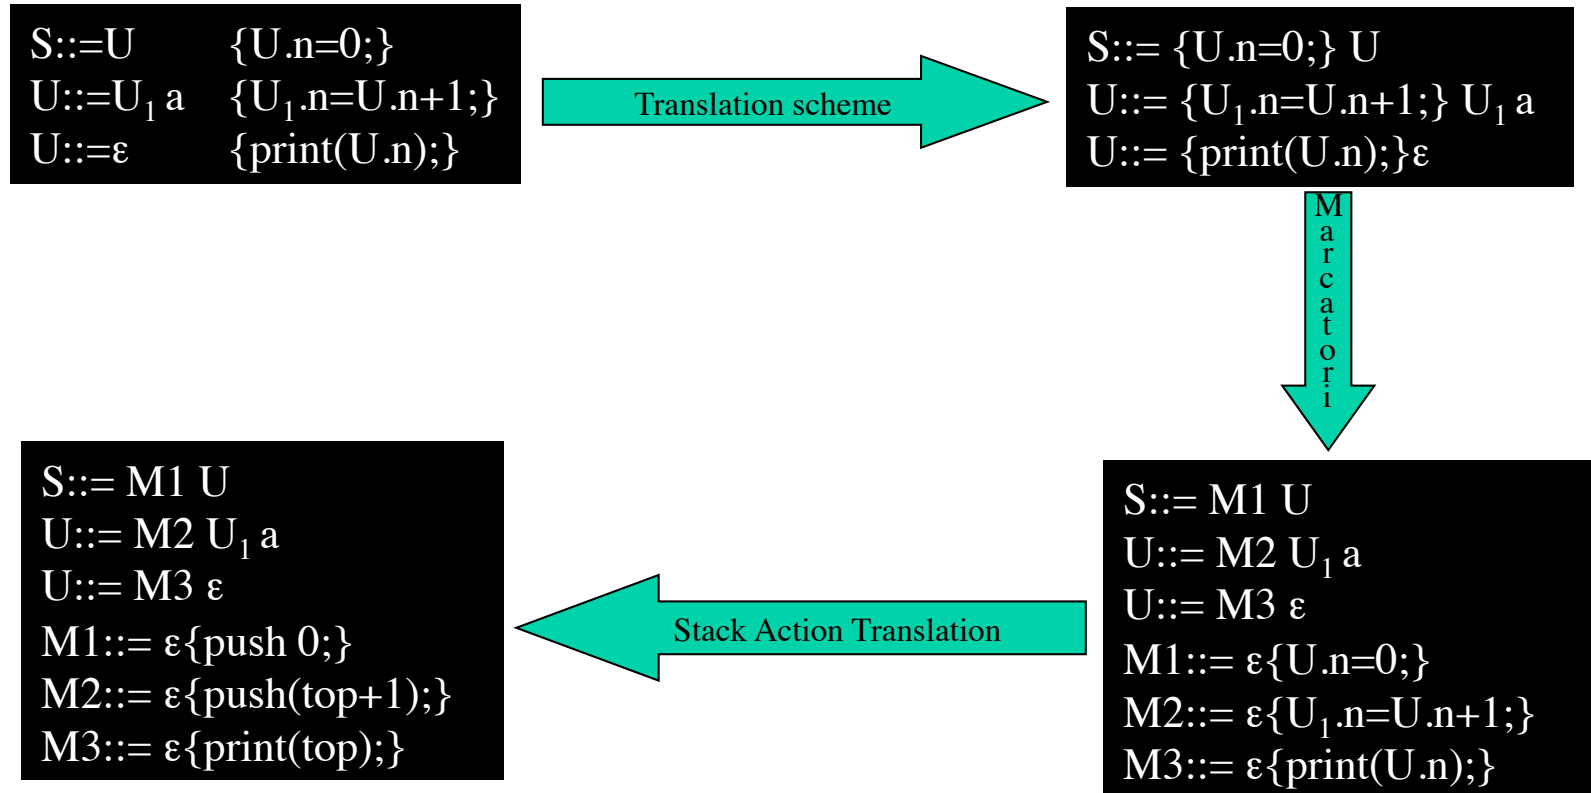 S::=U {U.n=0;}
U::=U₁ a {U₁.n=U.n+1;}
U::=ε {print(U.n);}
Translation scheme
S::= {U.n=0;} U
U::= {U₁.n=U.n+1;} U₁ a
U::= {print(U.n);}ε
Marcatori
S::= M1 U
U::= M2 U₁ a
U::= M3 ε
M1::= ε{U.n=0;}
M2::= ε{U₁.n=U.n+1;}
M3::= ε{print(U.n);}
Stack Action Translation
S::= M1 U
U::= M2 U₁ a
U::= M3 ε
M1::= ε{push 0;}
M2::= ε{push(top+1);}
M3::= ε{print(top);}